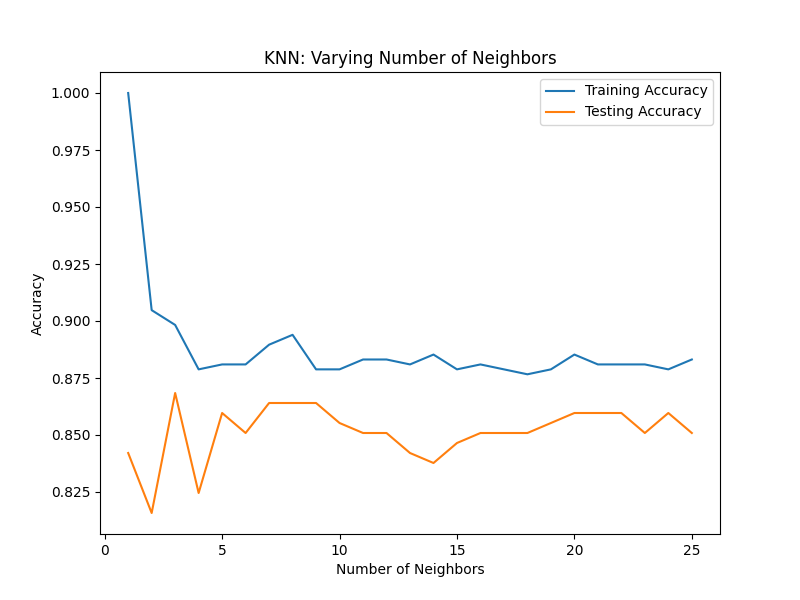 KNN: Varying Number of Neighbors
Training Accuracy
Testing Accuracy
1.000
0.975
0.950
0.925
0.900
0.875
0.850
0.825
Accuracy
0 5 10 15 20 25
Number of Neighbors